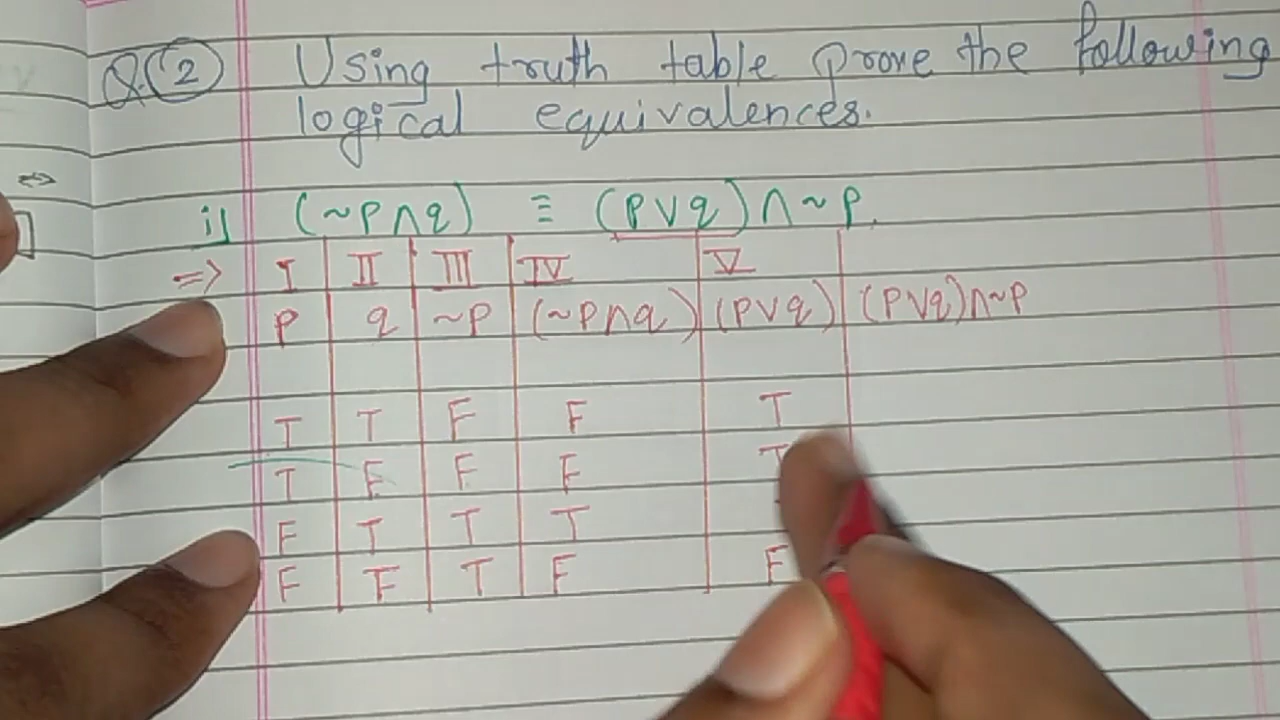 Q.(2) Using truth table prove the following
logical equivalences.
i) (~p∧q) ≡ (p∨q)∧~p.
=> I II III IV V
p q ~p (~p∧q) (p∨q) (p∨q)∧~p
T T F F T
T F F F T
F T T T
F F T F F